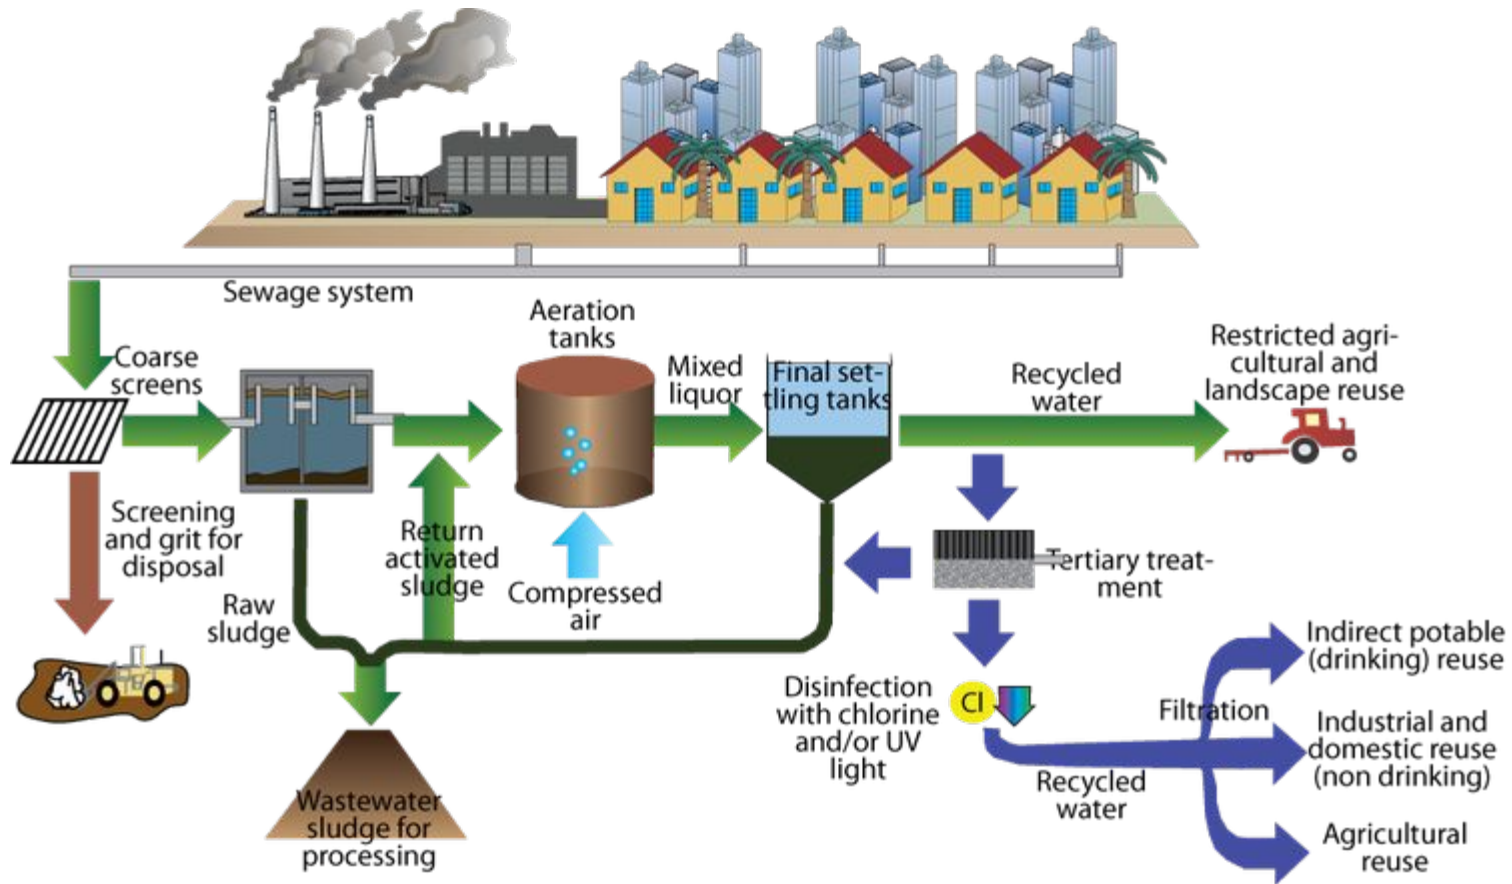 Sewage system
Aeration
tanks
Coarse
screens
Mixed
liquor
Final set-
tling tanks
Recycled
water
Restricted agri-
cultural and
landscape reuse
Screening
and grit for
disposal
Return
activated
sludge
Compressed
air
Tertiary treat-
ment
Raw
sludge
Disinfection
with chlorine
and/or UV
light
Cl
Filtration
Recycled
water
Indirect potable
(drinking) reuse
Industrial and
domestic reuse
(non drinking)
Agricultural
reuse
Wastewater
sludge for
processing